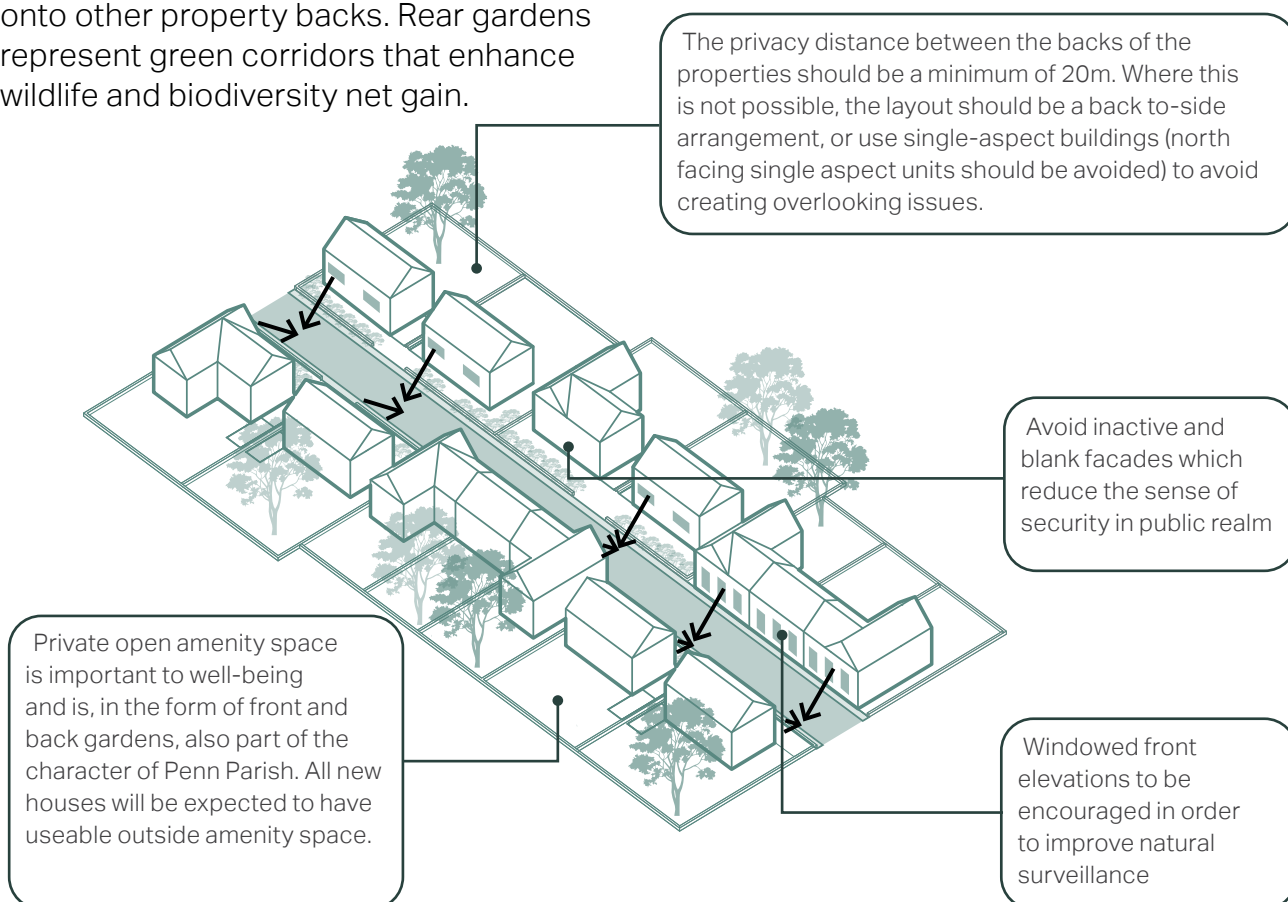 onto other property backs. Rear gardens
represent green corridors that enhance
wildlife and biodiversity net gain.
The privacy distance between the backs of the
properties should be a minimum of 20m. Where this
is not possible, the layout should be a back to-side
arrangement, or use single-aspect buildings (north
facing single aspect units should be avoided) to avoid
creating overlooking issues.
Avoid inactive and
blank facades which
reduce the sense of
security in public realm
Private open amenity space
is important to well-being
and is, in the form of front and
back gardens, also part of the
character of Penn Parish. All new
houses will be expected to have
useable outside amenity space.
Windowed front
elevations to be
encouraged in order
to improve natural
surveillance